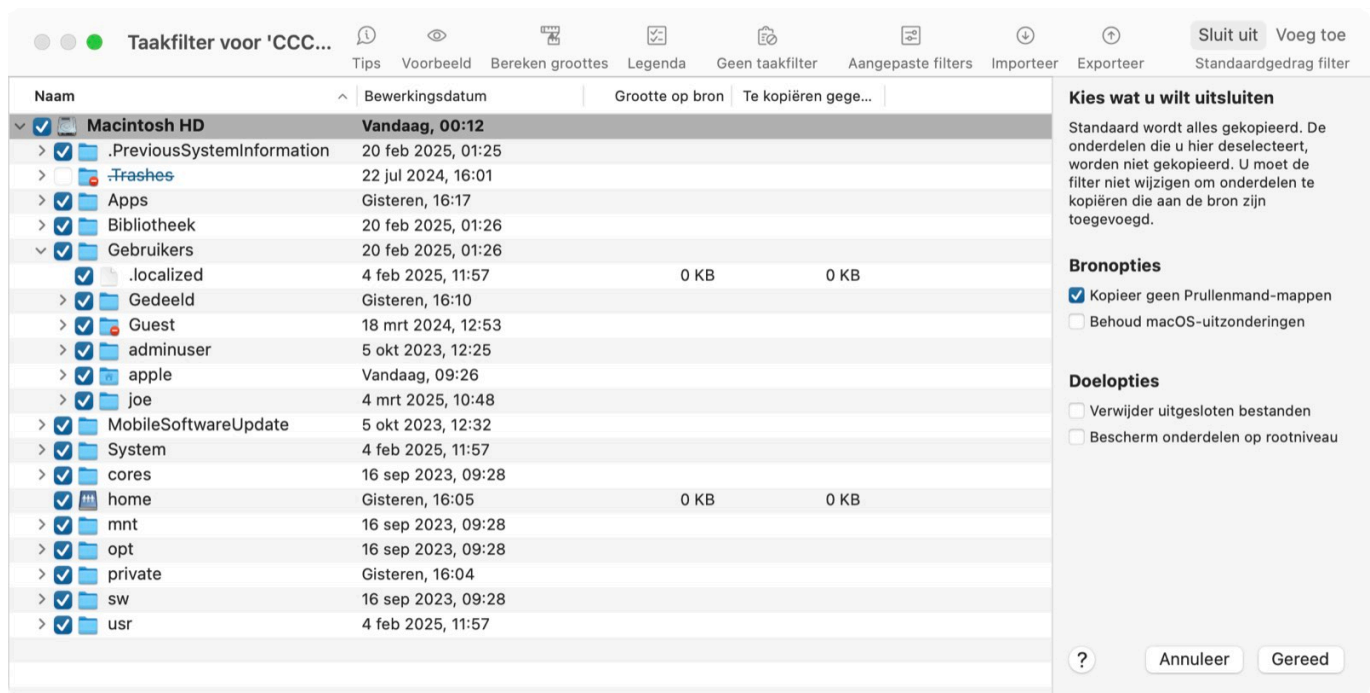 Taakfilter voor 'CCC...
Tips Voorbeeld Bereken groottes Legenda Geen taakfilter Aangepaste filters Importeer Exporteer
Sluit uit Voeg toe
Standaardgedrag filter
Naam Bewerkingsdatum Grootte op bron Te kopiëren gege...
Macintosh HD Vandaag, 00:12
.PreviousSystemInformation 20 feb 2025, 01:25
.Trashes 22 jul 2024, 16:01
Apps Gisteren, 16:17
Bibliotheek 20 feb 2025, 01:26
Gebruikers 20 feb 2025, 01:26
.localized 4 feb 2025, 11:57 0 KB 0 KB
Gedeeld Gisteren, 16:10
Guest 18 mrt 2024, 12:53
adminuser 5 okt 2023, 12:25
apple Vandaag, 09:26
joe 4 mrt 2025, 10:48
MobileSoftwareUpdate 5 okt 2023, 12:32
System 4 feb 2025, 11:57
cores 16 sep 2023, 09:28
home Gisteren, 16:05 0 KB 0 KB
mnt 16 sep 2023, 09:28
opt 16 sep 2023, 09:28
private Gisteren, 16:04
sw 16 sep 2023, 09:28
usr 4 feb 2025, 11:57
Kies wat u wilt uitsluiten
Standaard wordt alles gekopieerd. De
onderdelen die u hier deselecteert,
worden niet gekopieerd. U moet de
filter niet wijzigen om onderdelen te
kopiëren die aan de bron zijn
toegevoegd.
Bronopties
Kopieer geen Prullenmand-mappen
Behoud macOS-uitzonderingen
Doelopties
Verwijder uitgesloten bestanden
Bescherm onderdelen op rootniveau
? Annuleer Gereed